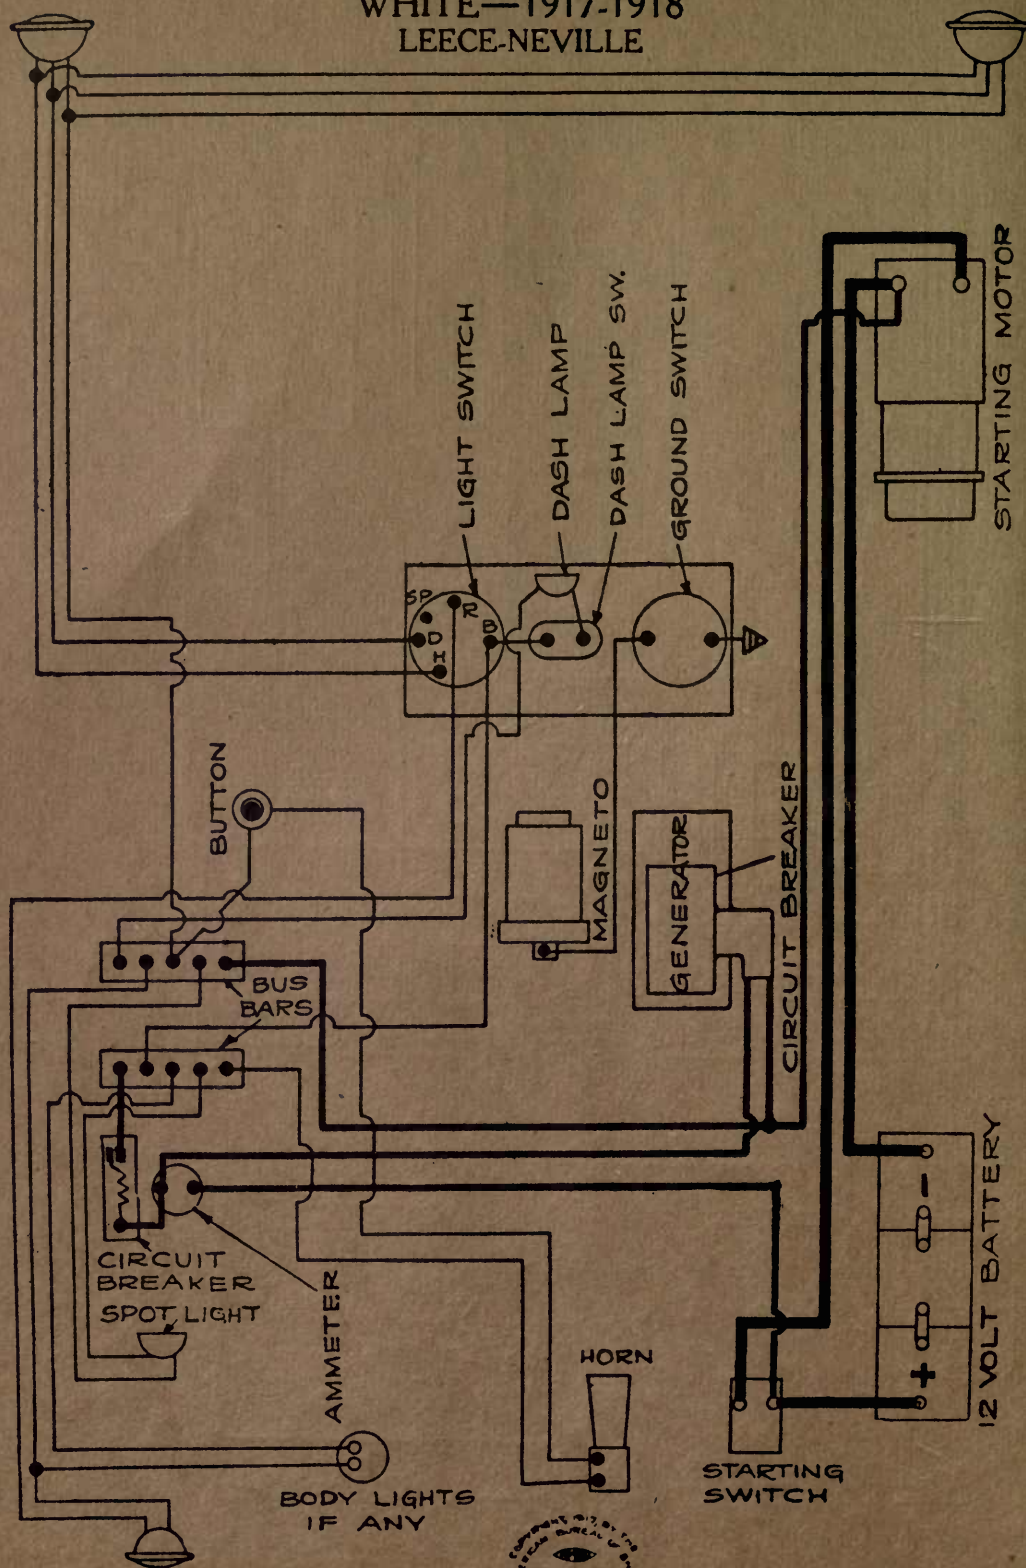 WHITE—1917-1918
LEECE-NEVILLE
STARTING MOTOR
LIGHT SWITCH
DASH LAMP
DASH LAMP SW.
GROUND SWITCH
SP
R
D
B
H
BUTTON
MAGNETO
GENERATOR
CIRCUIT BREAKER
BUS
BARS
CIRCUIT
BREAKER
SPOT LIGHT
AMMETER
HORN
12 VOLT BATTERY
+
−
BODY LIGHTS
IF ANY
STARTING
SWITCH